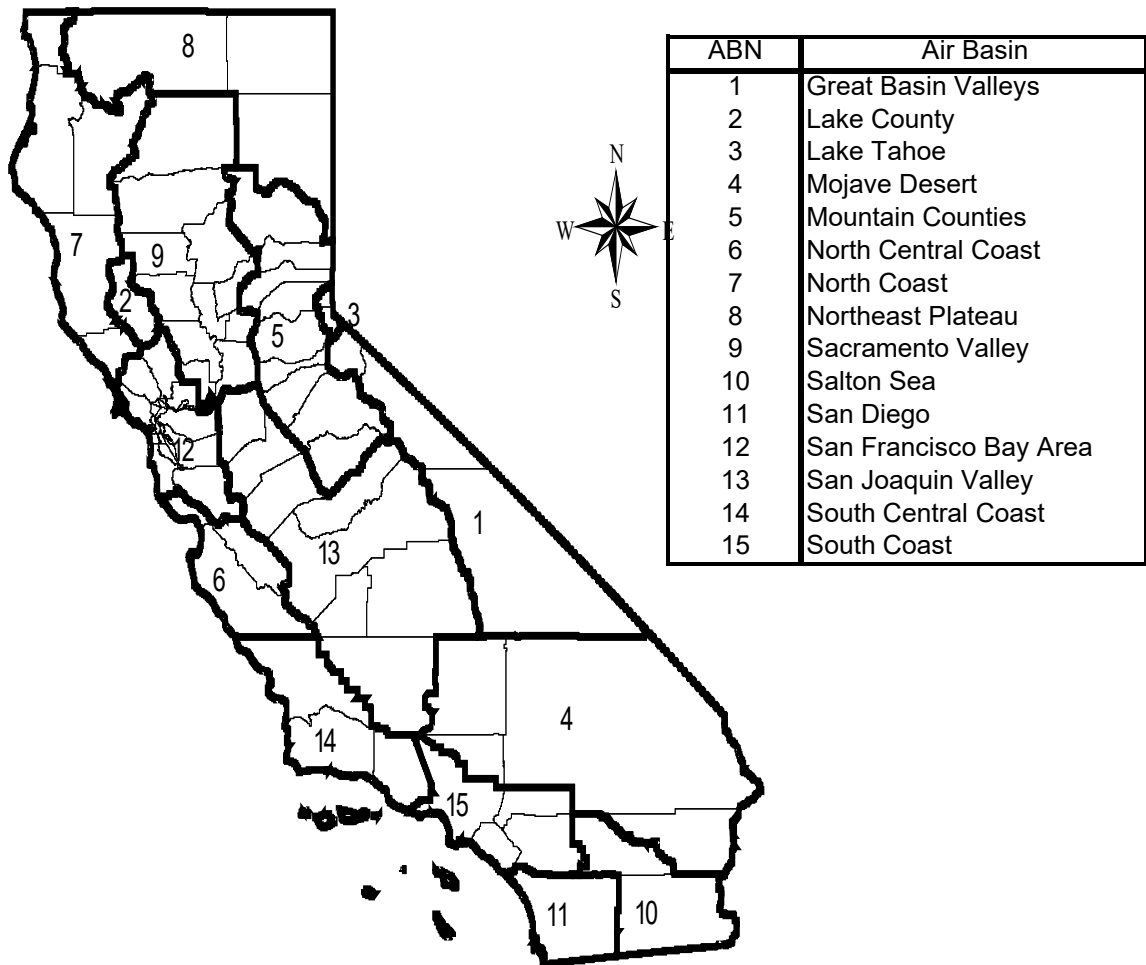 8
7
9
2
5
3
12
1
13
6
4
14
15
11
10
N
W E
S
ABN Air Basin
1 Great Basin Valleys
2 Lake County
3 Lake Tahoe
4 Mojave Desert
5 Mountain Counties
6 North Central Coast
7 North Coast
8 Northeast Plateau
9 Sacramento Valley
10 Salton Sea
11 San Diego
12 San Francisco Bay Area
13 San Joaquin Valley
14 South Central Coast
15 South Coast